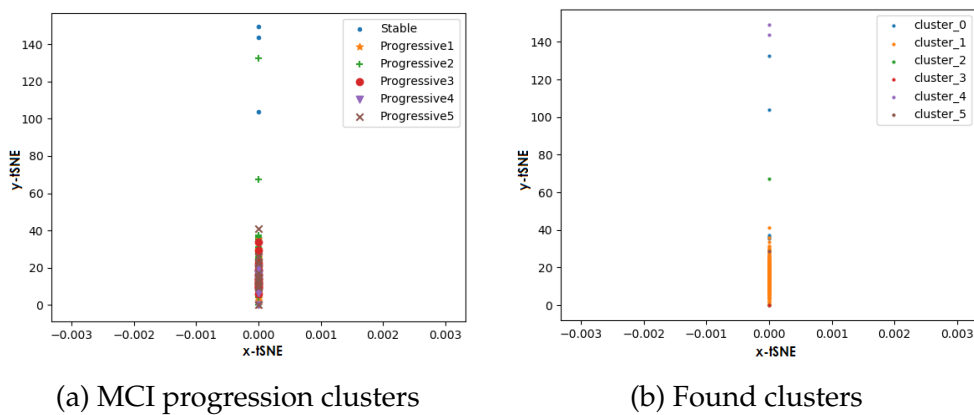 140
120
100
80
60
40
20
0
y-tSNE
Stable
Progressive1
Progressive2
Progressive3
Progressive4
Progressive5
-0.003 -0.002 -0.001 0.000 0.001 0.002 0.003
x-tSNE
(a) MCI progression clusters
160
140
120
100
80
60
40
20
0
y-tSNE
cluster_0
cluster_1
cluster_2
cluster_3
cluster_4
cluster_5
-0.003 -0.002 -0.001 0.000 0.001 0.002 0.003
x-tSNE
(b) Found clusters